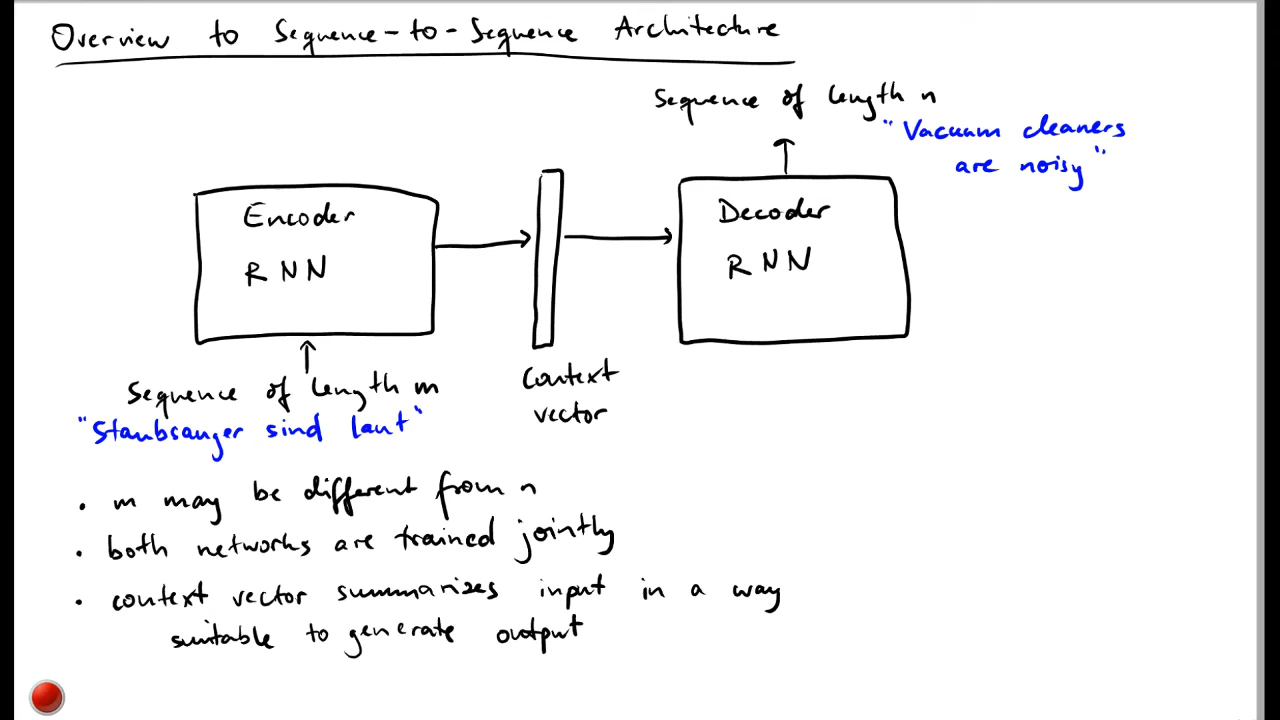 Overview to Sequence-to-Sequence Architecture
Sequence of length n
"Vacuum cleaners
are noisy"
Encoder
RNN
Decoder
RNN
Sequence of length m
"Staubsauger sind laut"
Context
vector
· m may be different from n
· both networks are trained jointly
· context vector summarizes input in a way
suitable to generate output